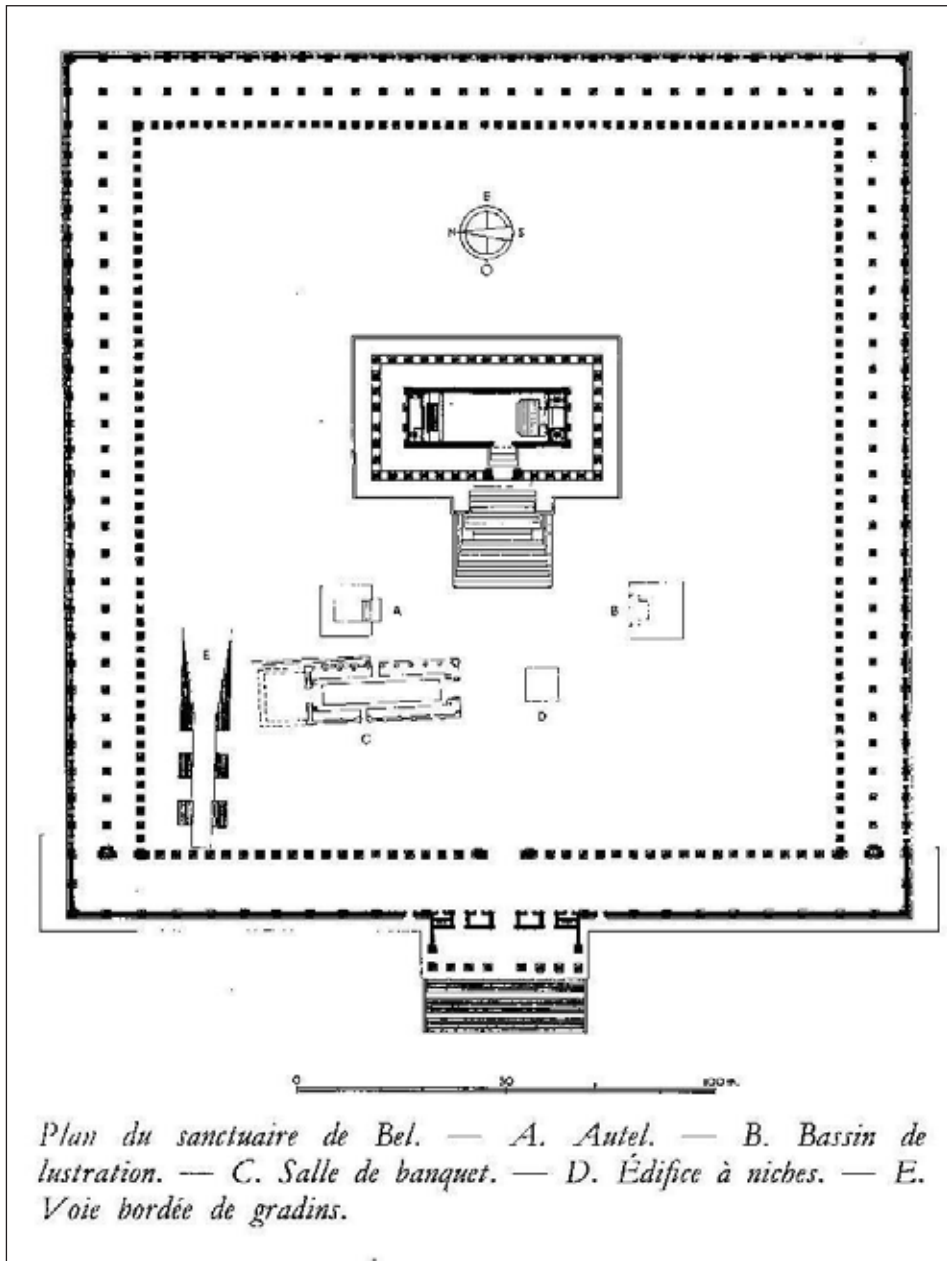 E
N S
O
A
B
E
C
D
0 50 100 m.
Plan du sanctuaire de Bel. — A. Autel. — B. Bassin de
lustration. — C. Salle de banquet. — D. Édifice à niches. — E.
Voie bordée de gradins.